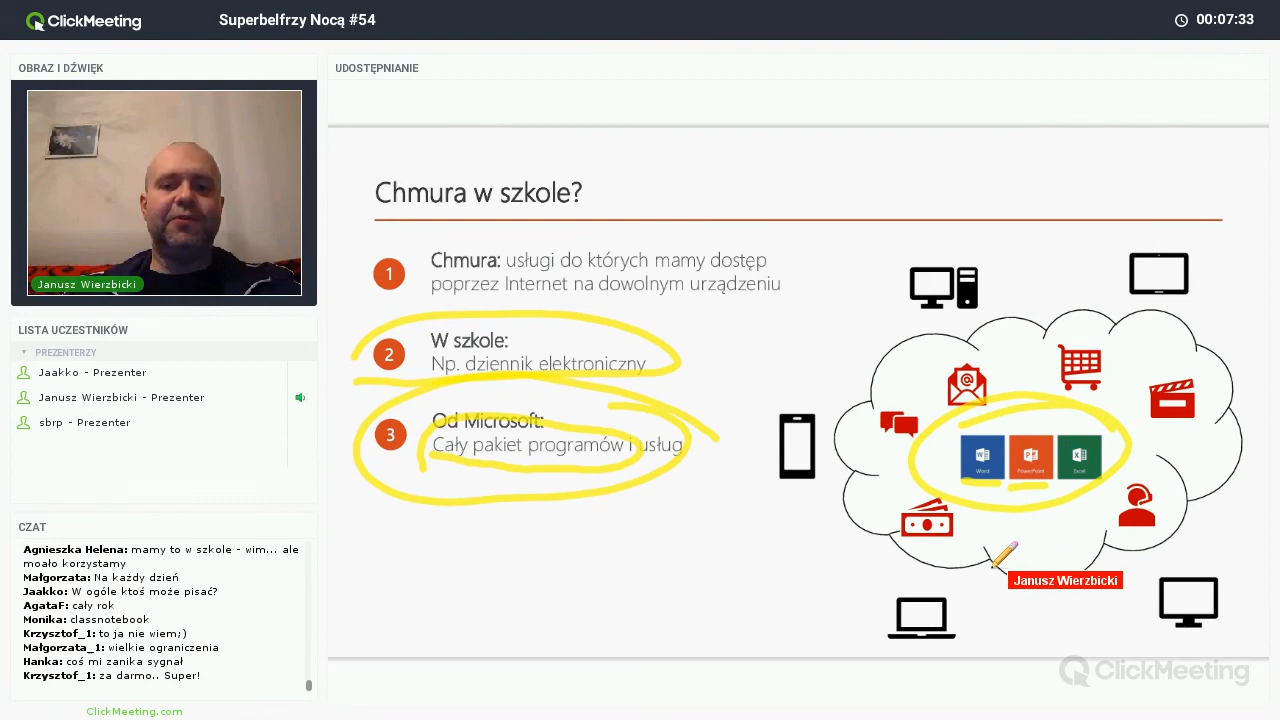 ClickMeeting
Superbelfrzy Nocą #54
00:07:33
OBRAZ I DŹWIĘK
Janusz Wierzbicki
LISTA UCZESTNIKÓW
PREZENTERZY
Jaakko - Prezenter
Janusz Wierzbicki - Prezenter
sbrp - Prezenter
CZAT
Agnieszka Helena: mamy to w szkole - wim... ale
moało korzystamy
Małgorzata: Na każdy dzień
Jaakko: W ogóle ktoś może pisać?
AgataF: cały rok
Monika: classnotebook
Krzysztof_1: to ja nie wiem;)
Małgorzata_1: wielkie ograniczenia
Hanka: coś mi zanika sygnał
Krzysztof_1: za darmo.. Super!
ClickMeeting.com
UDOSTĘPNIANIE
Chmura w szkole?
1
Chmura: usługi do których mamy dostęp
poprzez Internet na dowolnym urządzeniu
2
W szkole:
Np. dziennik elektroniczny
3
Od Microsoft:
Cały pakiet programów i usług
Word PowerPoint Excel
Janusz Wierzbicki
ClickMeeting